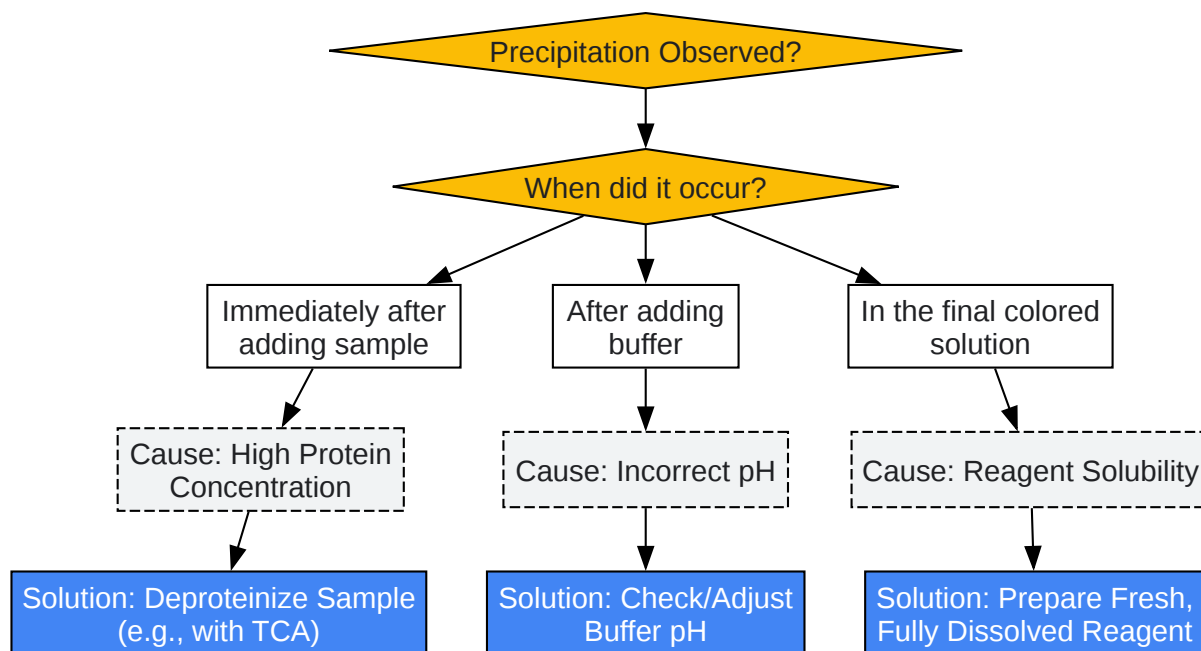 Precipitation Observed?
When did it occur?
Immediately after
adding sample
After adding
buffer
In the final colored
solution
Cause: High Protein
Concentration
Cause: Incorrect pH
Cause: Reagent Solubility
Solution: Deproteinize Sample
(e.g., with TCA)
Solution: Check/Adjust
Buffer pH
Solution: Prepare Fresh,
Fully Dissolved Reagent